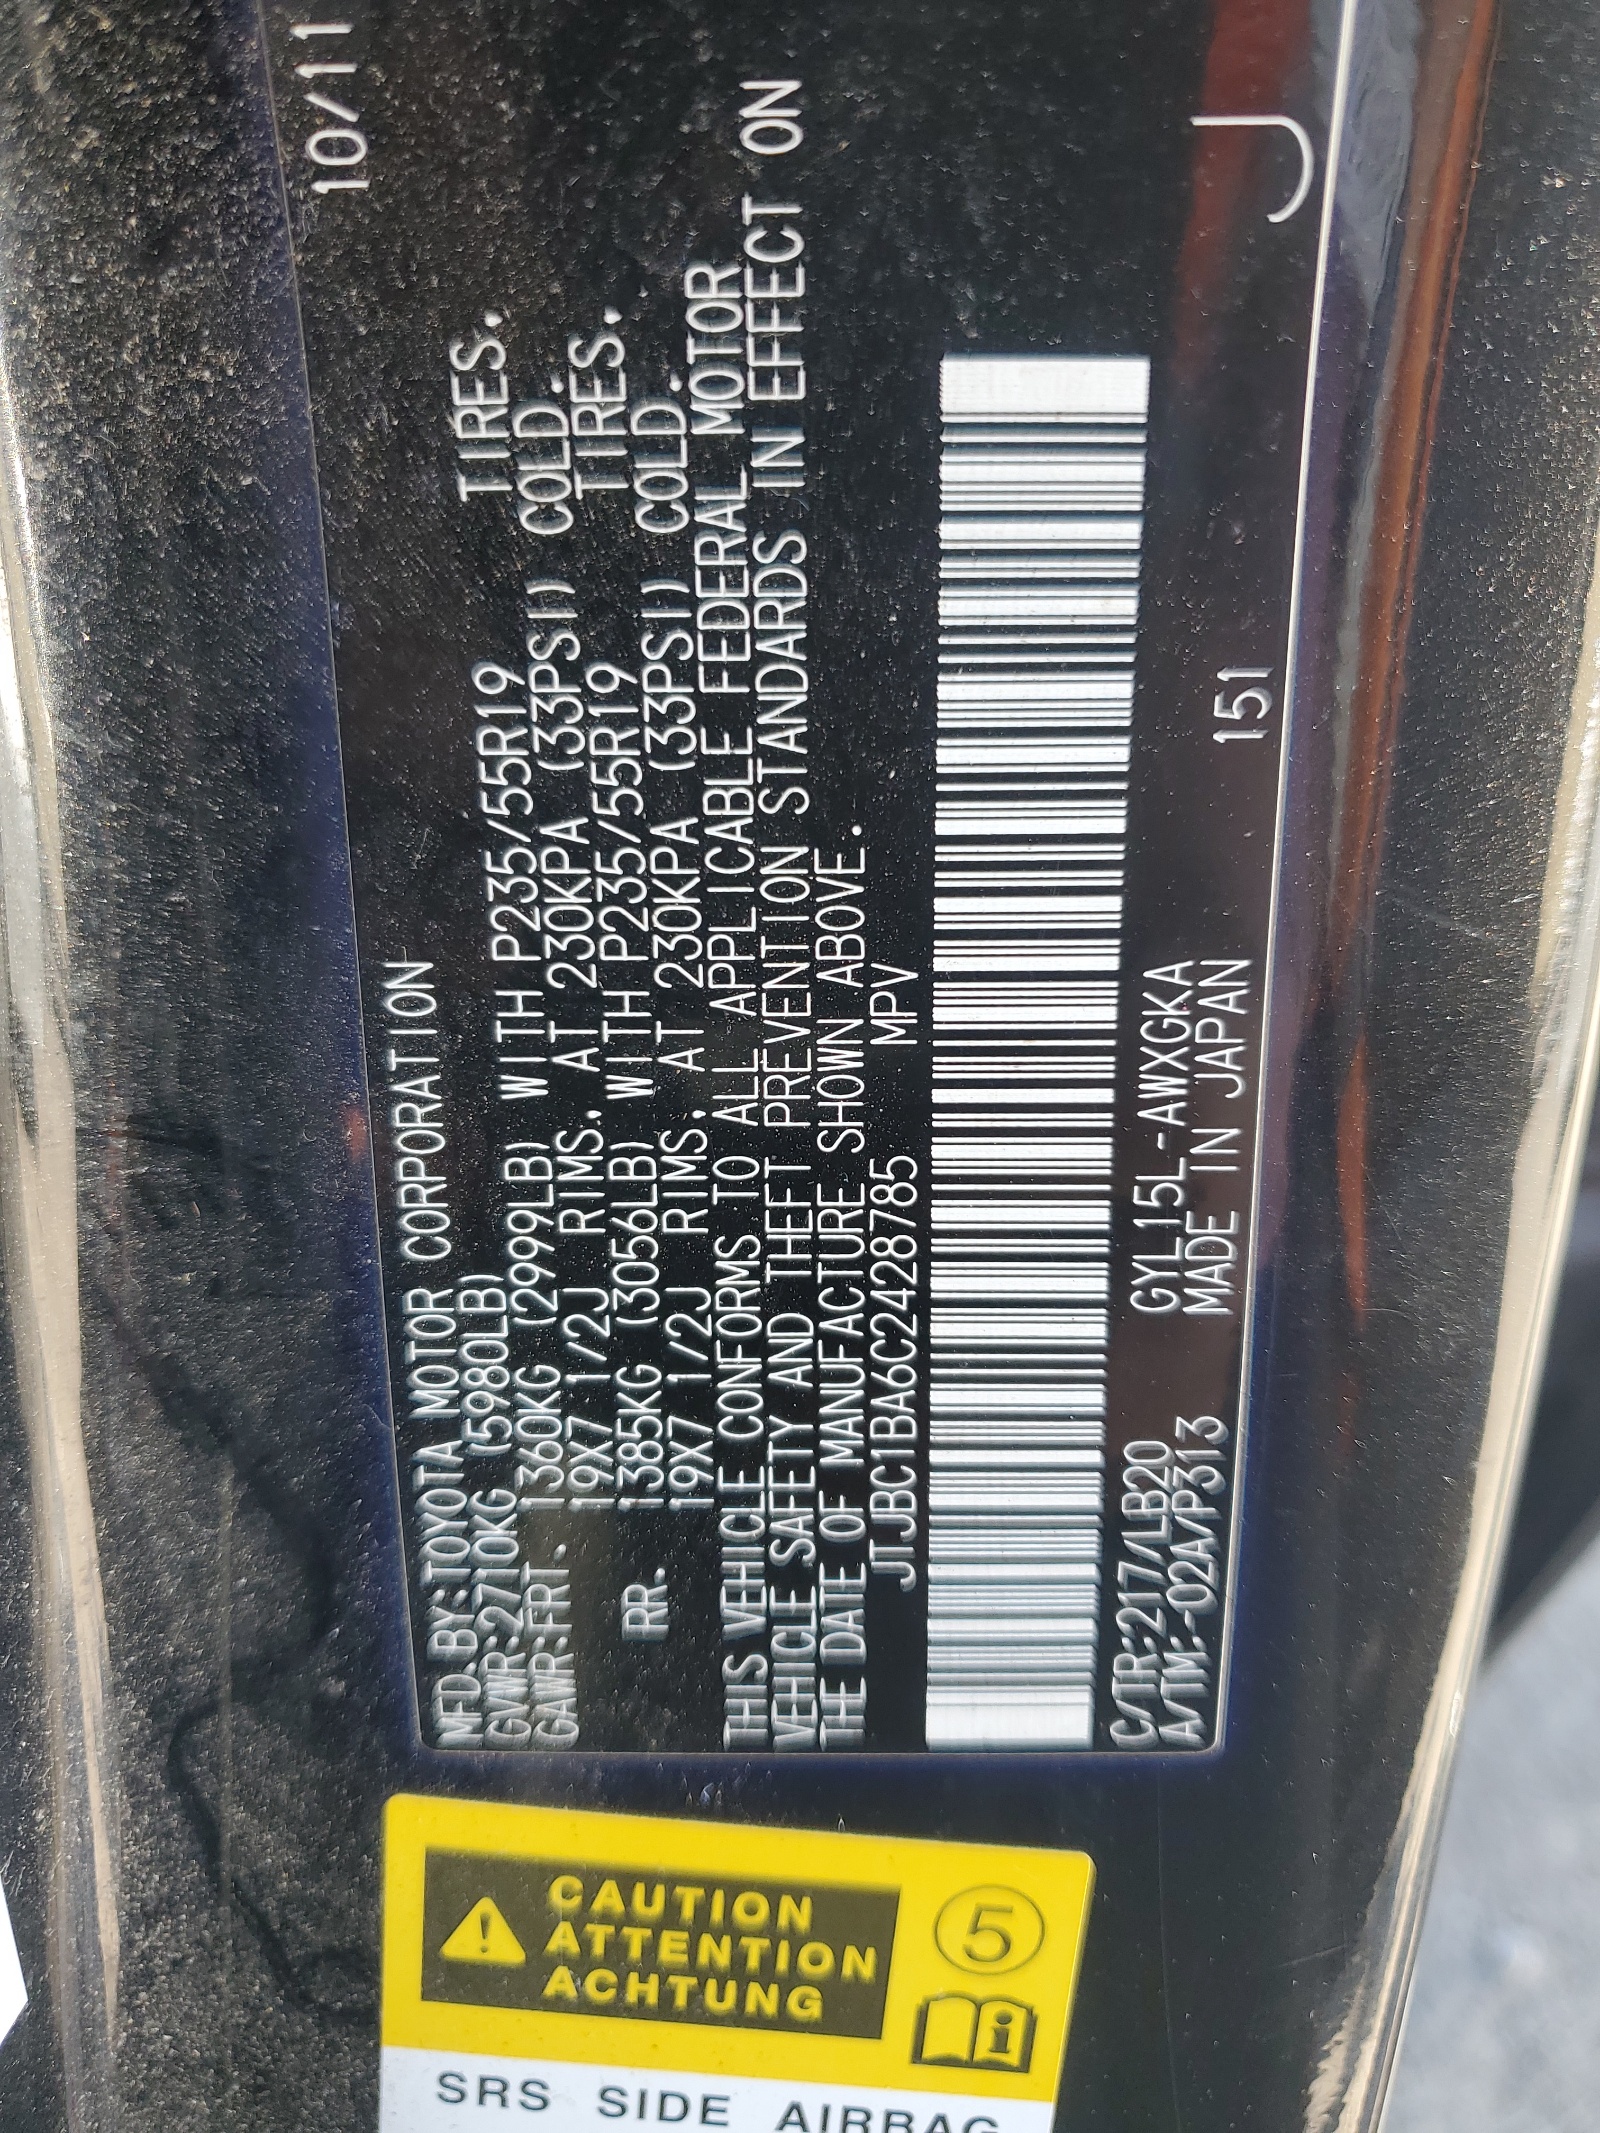 MFD.BY:TOYOTA MOTOR CORPORATION 10/11
GVWR:2710KG (5980LB)
GAWR:FRT. 1360KG (2999LB) WITH P235/55R19 TIRES.
19X7 1/2J RIMS. AT 230KPA (33PSI) COLD.
RR. 1385KG (3056LB) WITH P235/55R19 TIRES.
19X7 1/2J RIMS. AT 230KPA (33PSI) COLD.
THIS VEHICLE CONFORMS TO ALL APPLICABLE FEDERAL MOTOR
VEHICLE SAFETY AND THEFT PREVENTION STANDARDS IN EFFECT ON
THE DATE OF MANUFACTURE SHOWN ABOVE.
JTJBC1BA6C2428785 MPV
C/TR:217/LB20 GYL15L-AWXGKA
A/TM:-02A/P313 MADE IN JAPAN 151 J
CAUTION
ATTENTION
ACHTUNG
5
SRS SIDE AIRBAG